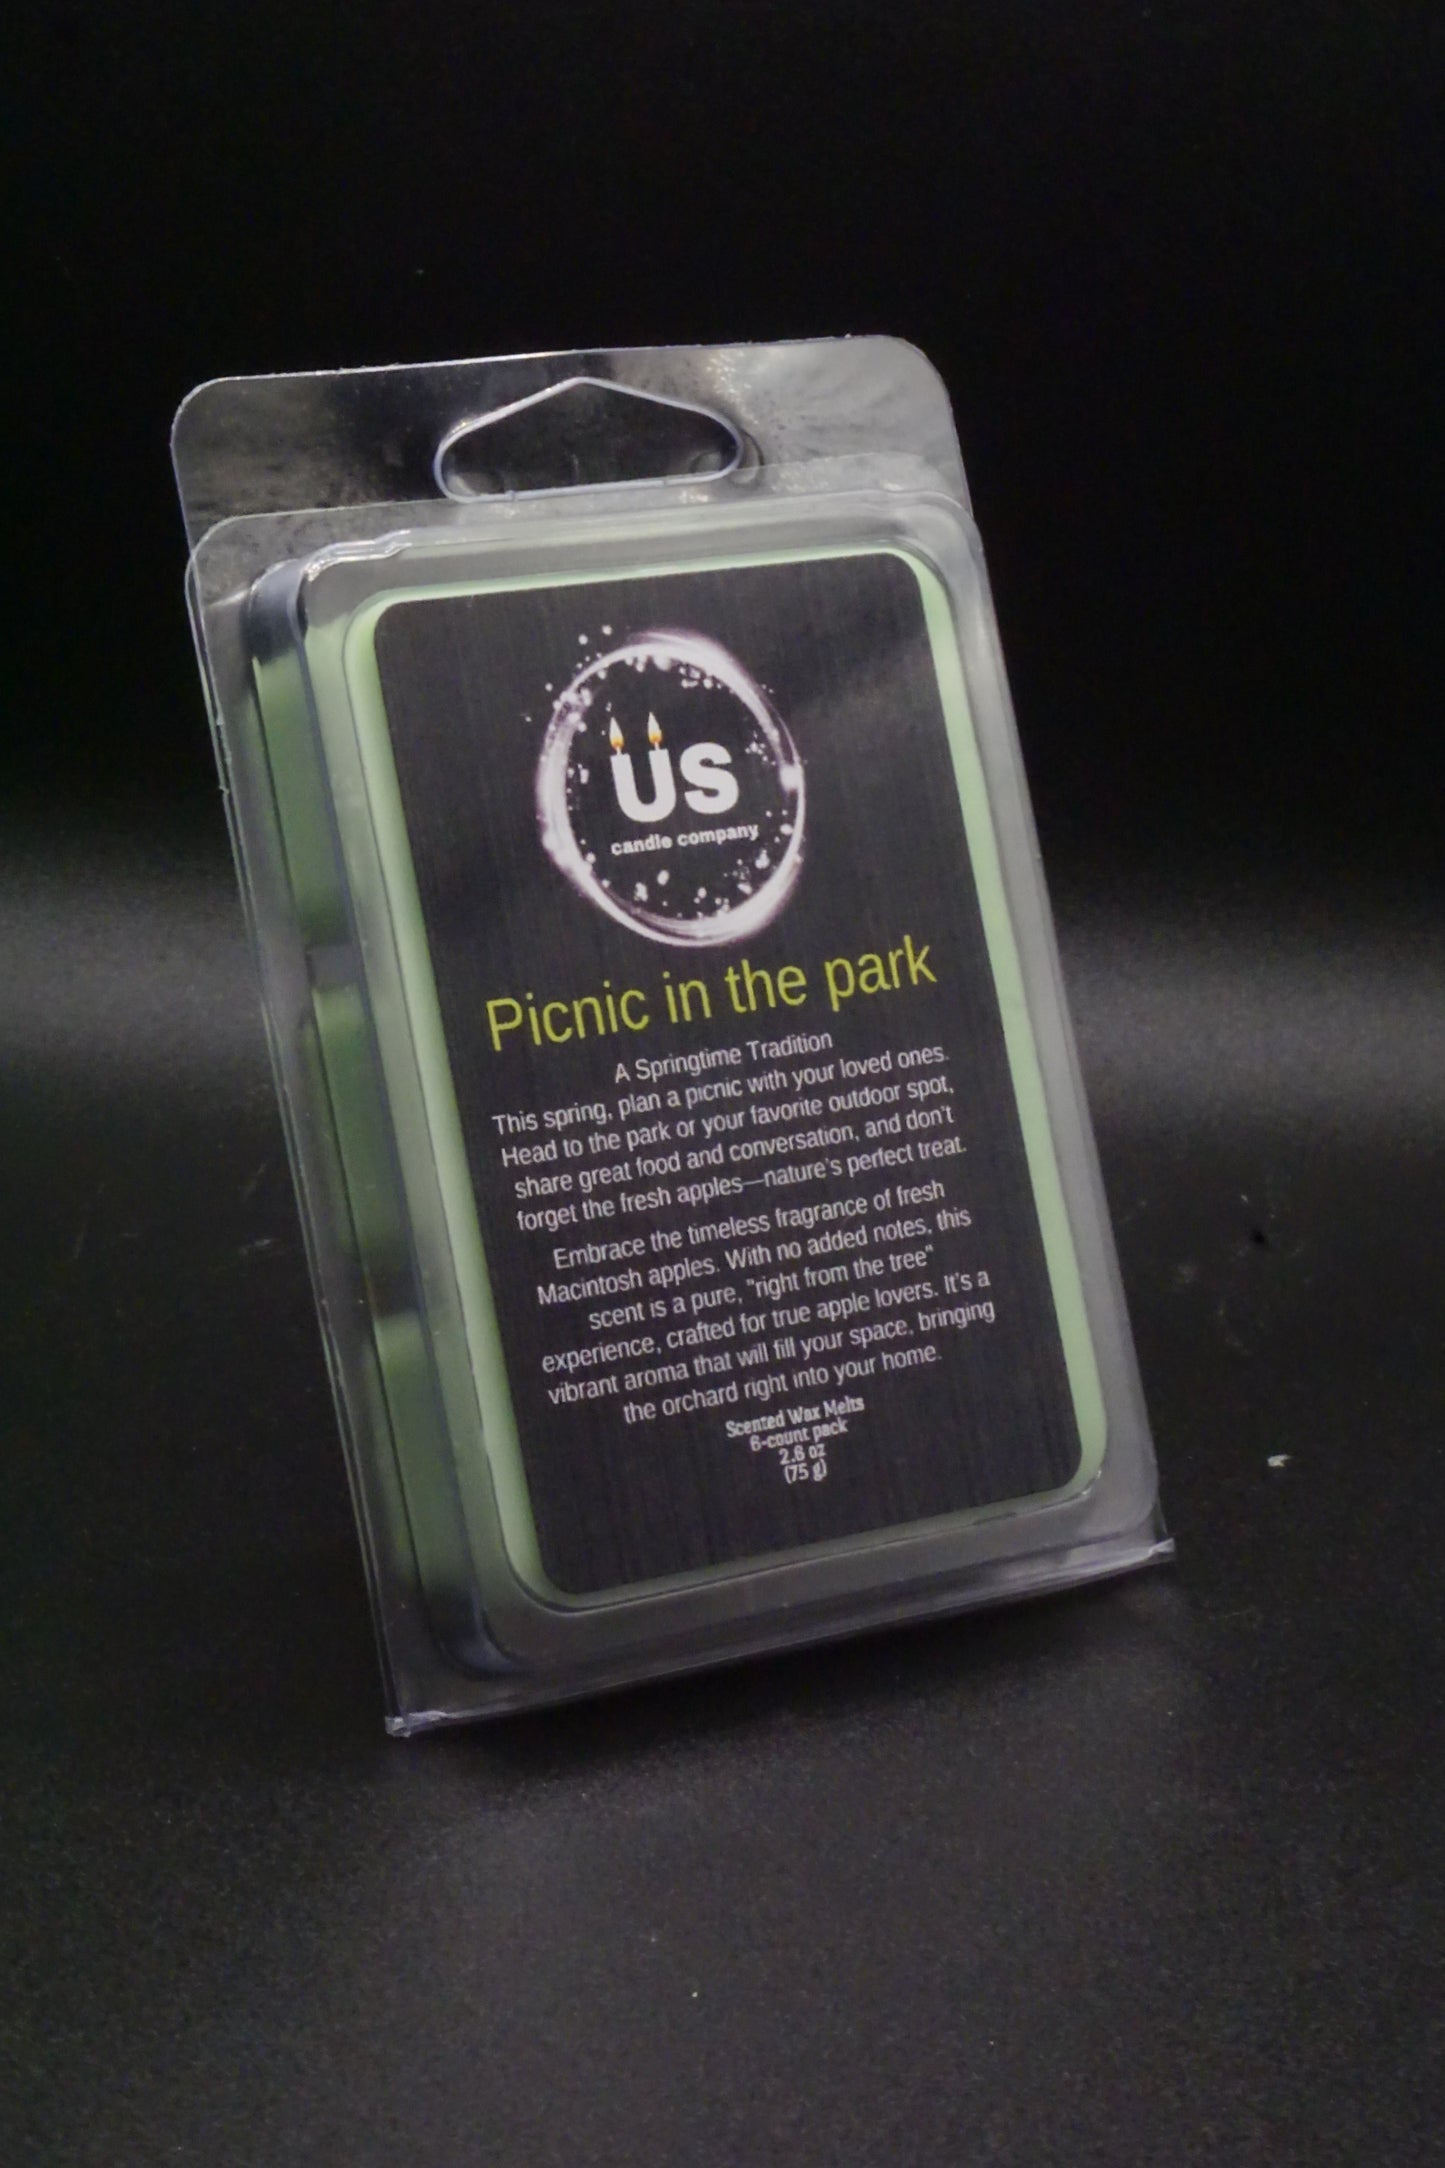 US
candle company
Picnic in the park
A Springtime Tradition
This spring, plan a picnic with your loved ones.
Head to the park or your favorite outdoor spot,
share great food and conversation, and don't
forget the fresh apples—nature's perfect treat.
Embrace the timeless fragrance of fresh
Macintosh apples. With no added notes, this
scent is a pure, "right from the tree"
experience, crafted for true apple lovers. It's a
vibrant aroma that will fill your space, bringing
the orchard right into your home.
Scented Wax Melts
6-count pack
2.6 oz
(75 g)